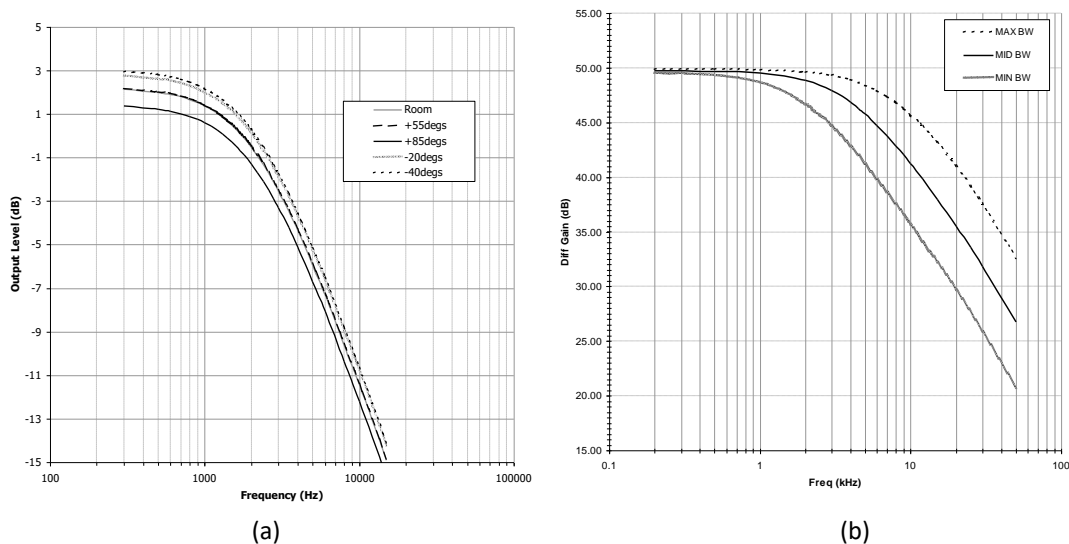 5
3
1
-1
-3
-5
-7
-9
-11
-13
-15
100
1000
10000
100000
Output Level (dB)
Frequency (Hz)
Room
+55degs
+85degs
-20degs
-40degs
(a)
55.00
50.00
45.00
40.00
35.00
30.00
25.00
20.00
15.00
0.1
1
10
100
Diff Gain (dB)
Freq (kHz)
MAX BW
MID BW
MIN BW
(b)